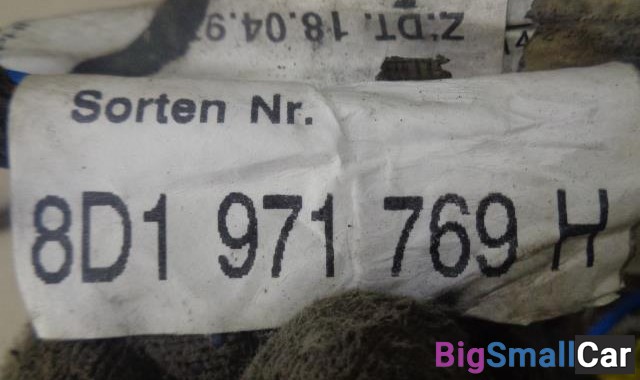 Z:DT. 18.04.9
Sorten Nr.
8D1 971 769 H
BigSmallCar